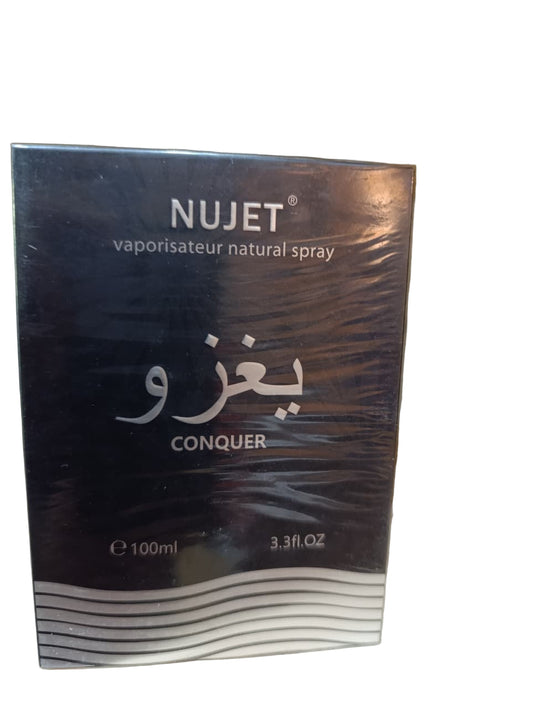 NUJET®
vaporisateur natural spray
يغزو
CONQUER
℮100ml 3.3fl.OZ